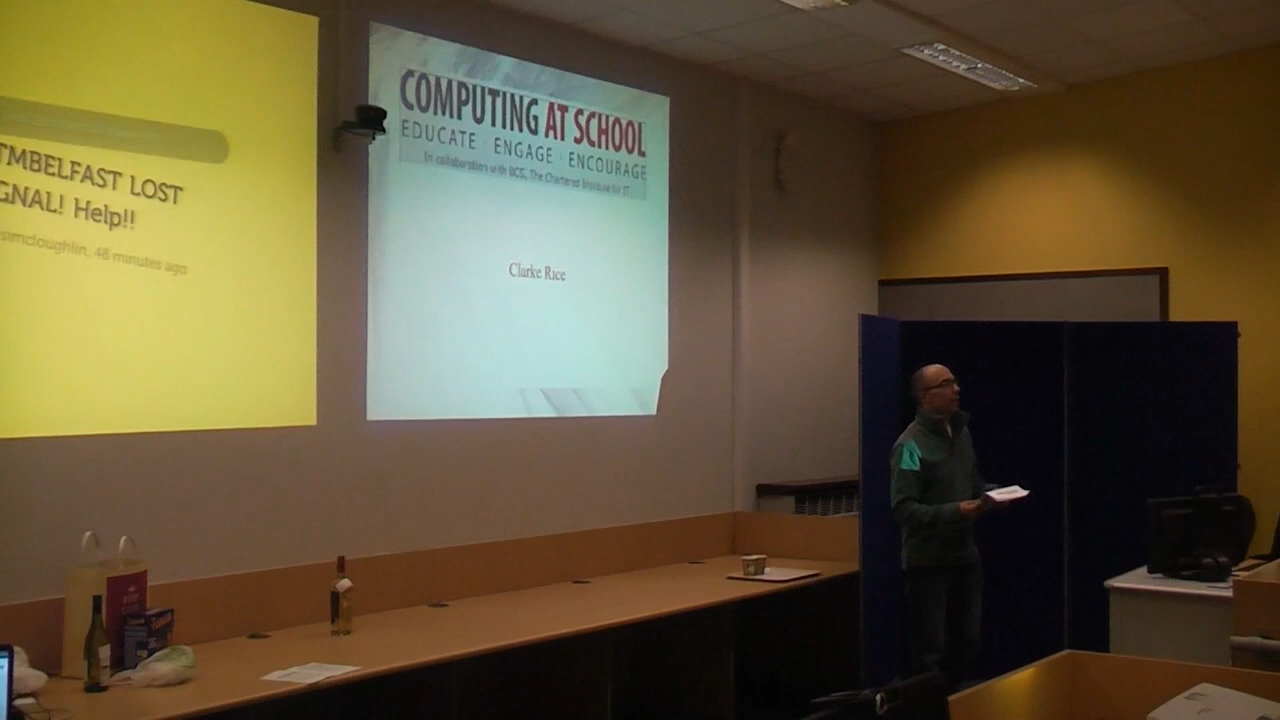 TMBELFAST LOST
GNAL! Help!!
simcloughlin, 48 minutes ago
COMPUTING AT SCHOOL
EDUCATE ENGAGE ENCOURAGE
In collaboration with BCS, The Chartered Institute for IT
Clarke Rice